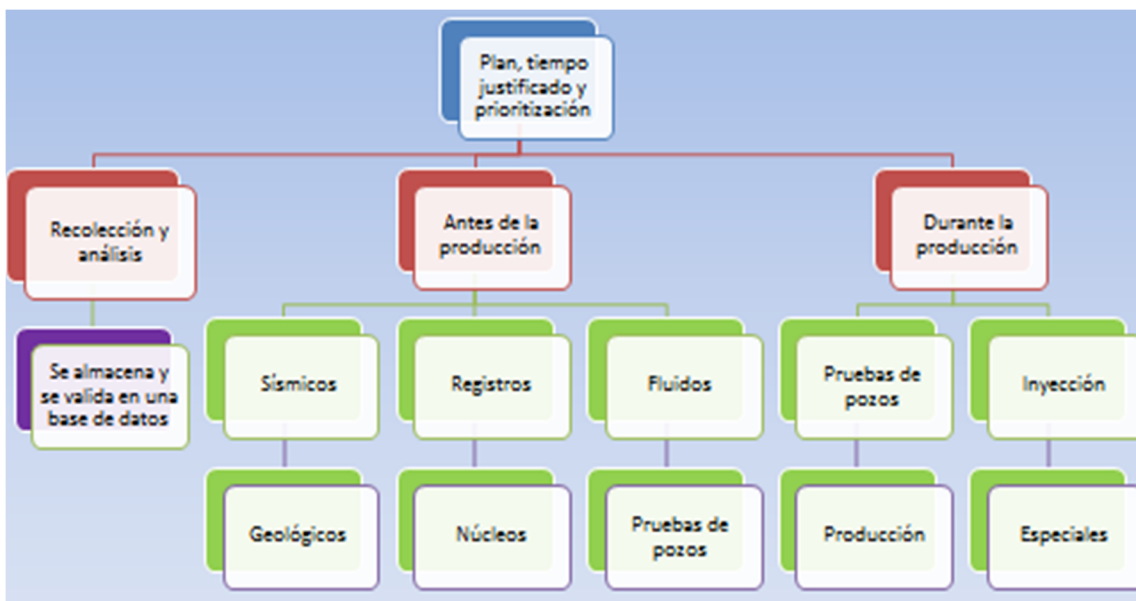 Plan, tiempo
justificado y
prioritización
Recolección y
análisis
Antes de la
producción
Durante la
producción
Se almacena y
se valida en una
base de datos
Sísmicos
Registros
Fluidos
Pruebas de
pozos
Inyección
Geológicos
Núcleos
Pruebas de
pozos
Producción
Especiales